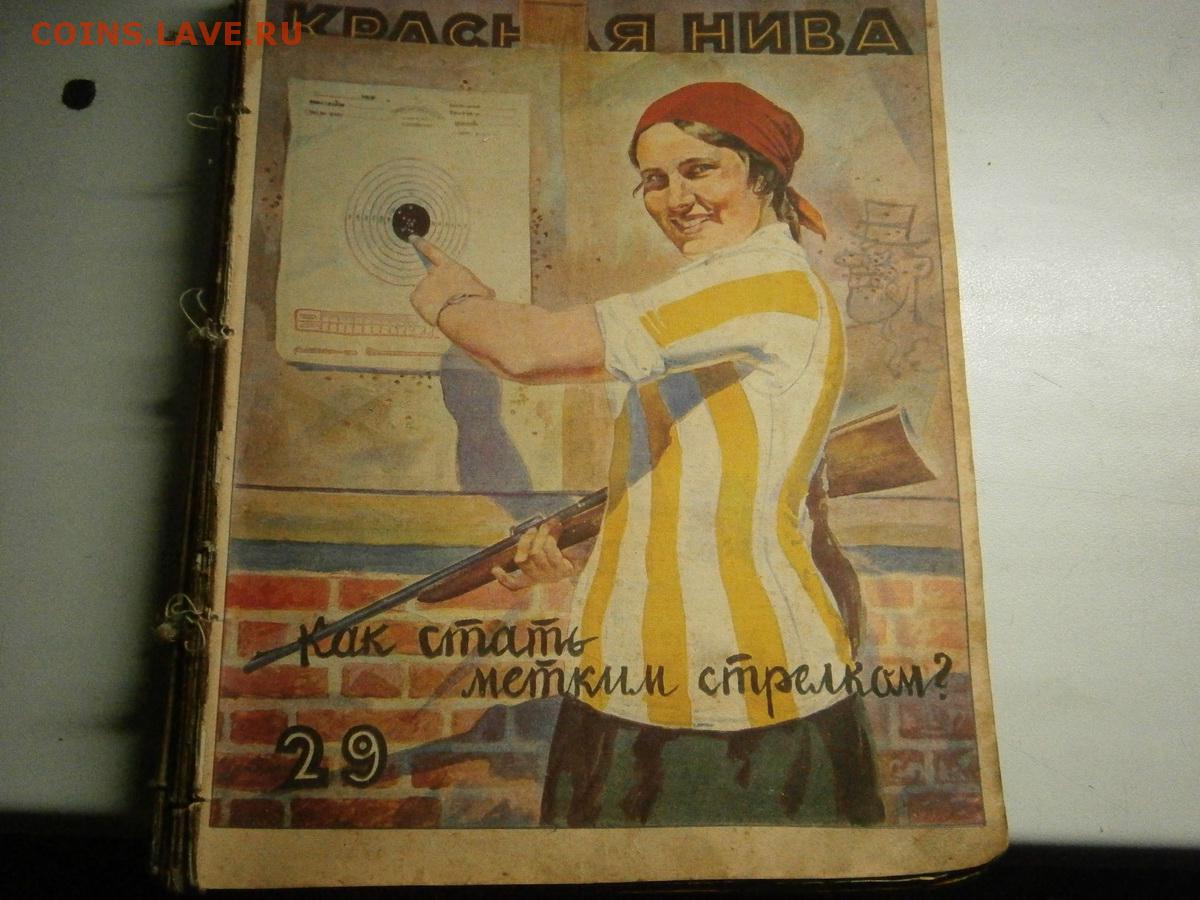 COINS.LAVE.RU
КРАСНАЯ НИВА
Как стать
метким стрелком?
29